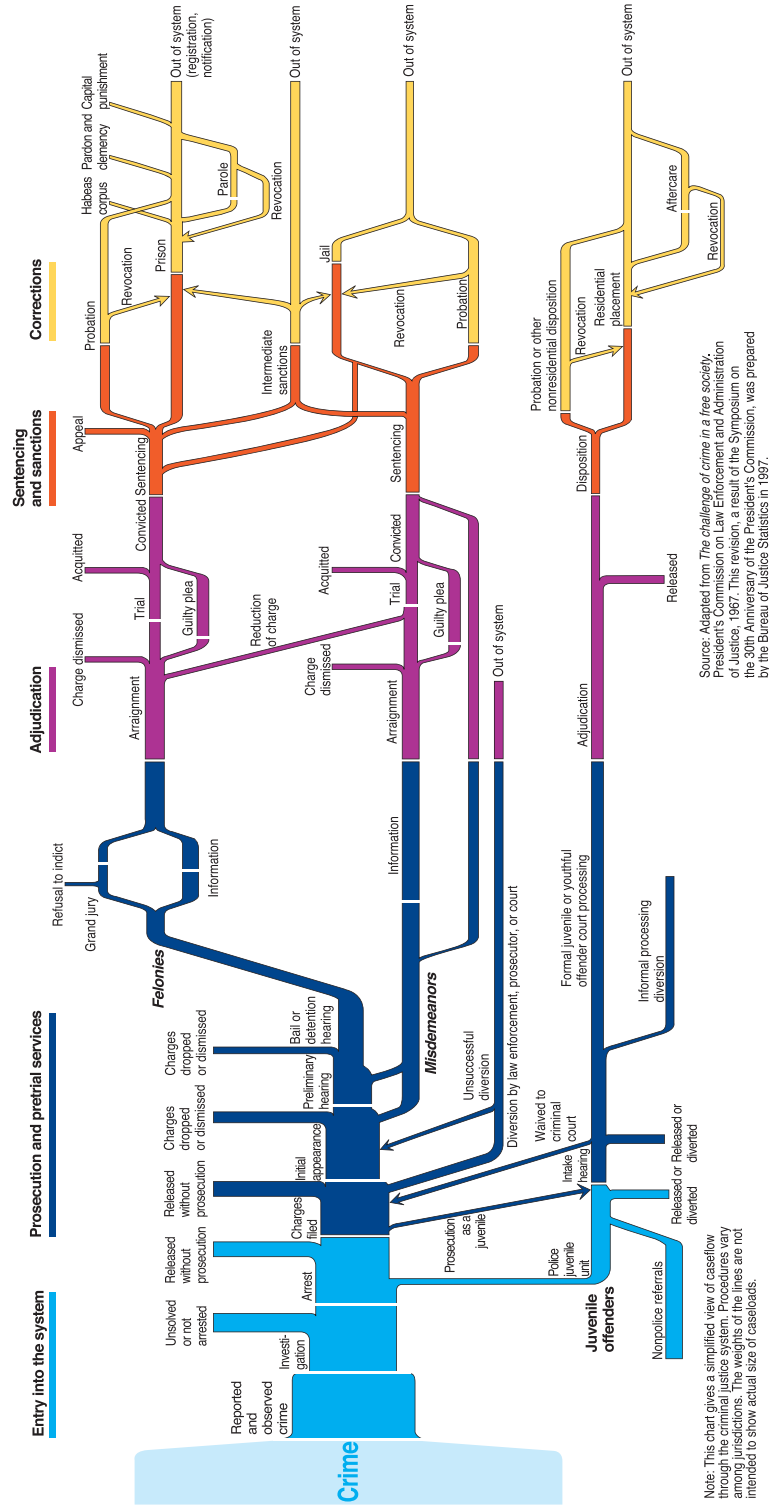 Entry into the system
Prosecution and pretrial services
Adjudication
Sentencing
and sanctions
Corrections
Crime
Reported
and
observed
crime
Investi-
gation
Unsolved
or not
arrested
Arrest
Released
without
prosecution
Charges
filed
Released
without
prosecution
Initial
appearance
Charges
dropped
or dismissed
Preliminary
hearing
Charges
dropped
or dismissed
Bail or
detention
hearing
Felonies
Grand jury
Refusal to indict
Information
Arraignment
Charge dismissed
Trial
Acquitted
Guilty plea
Reduction
of charge
Convicted
Sentencing
Appeal
Probation
Revocation
Prison
Habeas
corpus
Pardon and
clemency
Capital
punishment
Parole
Revocation
Out of system
(registration,
notification)
Intermediate
sanctions
Out of system
Misdemeanors
Information
Arraignment
Charge
dismissed
Trial
Acquitted
Guilty plea
Convicted
Sentencing
Jail
Revocation
Probation
Out of system
Unsuccessful
diversion
Diversion by law enforcement, prosecutor, or court
Out of system
Prosecution
as a
juvenile
Waived to
criminal
court
Juvenile
offenders
Police
juvenile
unit
Intake
hearing
Nonpolice referrals
Released or
diverted
Released or
diverted
Formal juvenile or youthful
offender court processing
Informal processing
diversion
Adjudication
Released
Disposition
Probation or other
nonresidential disposition
Revocation
Residential
placement
Aftercare
Revocation
Out of system
Note: This chart gives a simplified view of caseflow
through the criminal justice system. Procedures vary
among jurisdictions. The weights of the lines are not
intended to show actual size of caseloads.
Source: Adapted from The challenge of crime in a free society.
President's Commission on Law Enforcement and Administration
of Justice, 1967. This revision, a result of the Symposium on
the 30th Anniversary of the President's Commission, was prepared
by the Bureau of Justice Statistics in 1997.